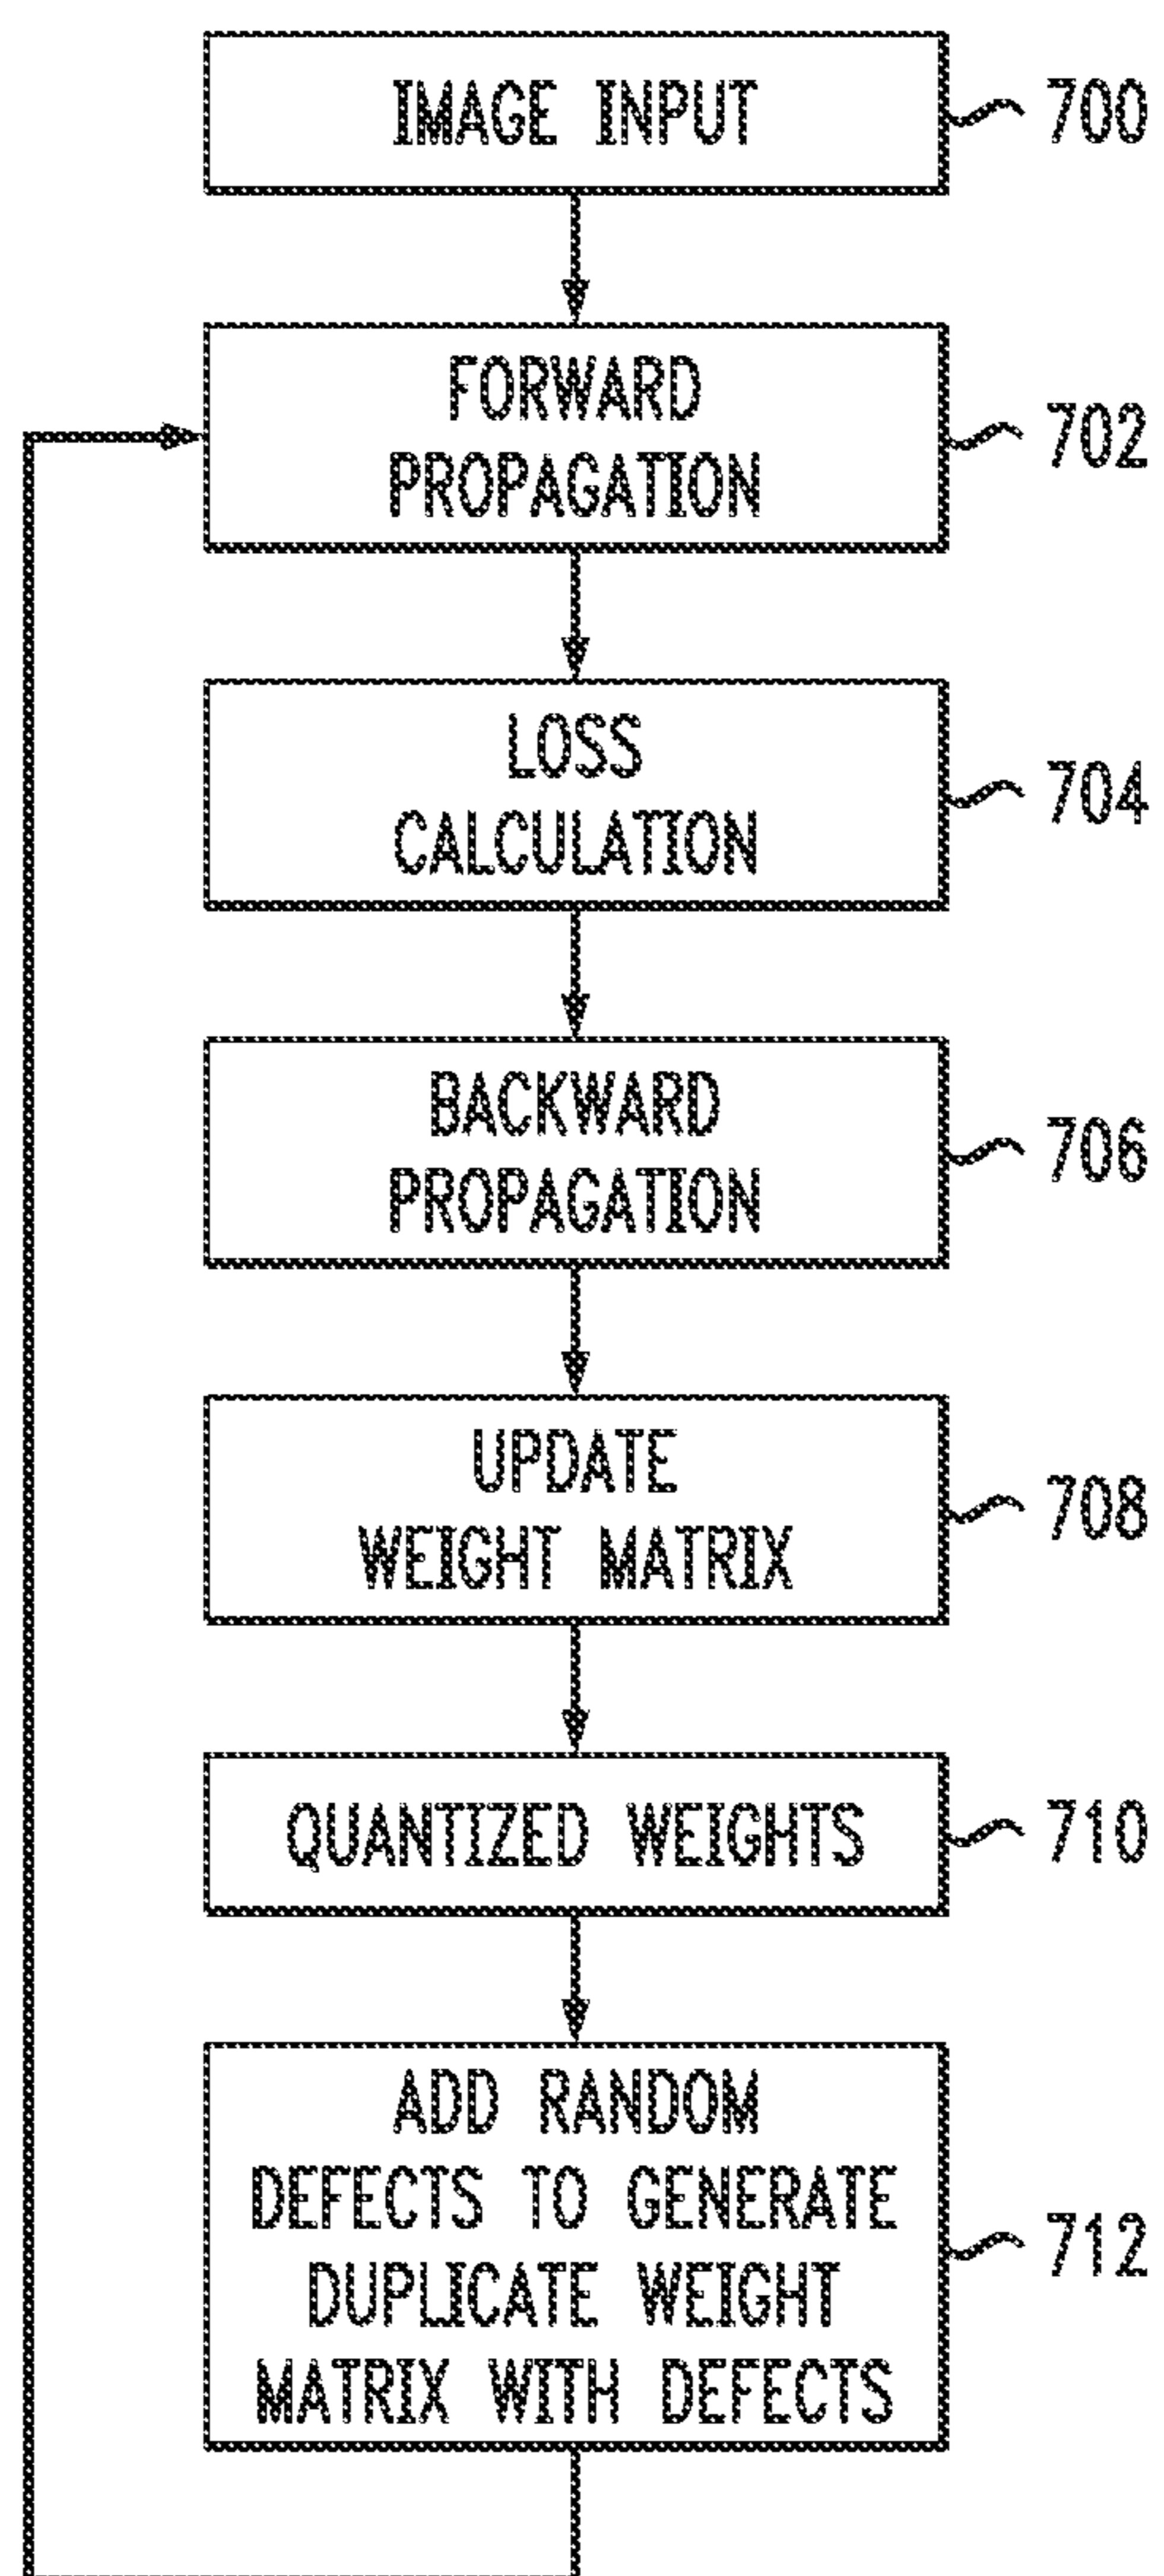 IMAGE INPUT
700
FORWARD
PROPAGATION
702
LOSS
CALCULATION
704
BACKWARD
PROPAGATION
706
UPDATE
WEIGHT MATRIX
708
QUANTIZED WEIGHTS
710
ADD RANDOM
DEFECTS TO GENERATE
DUPLICATE WEIGHT
MATRIX WITH DEFECTS
712